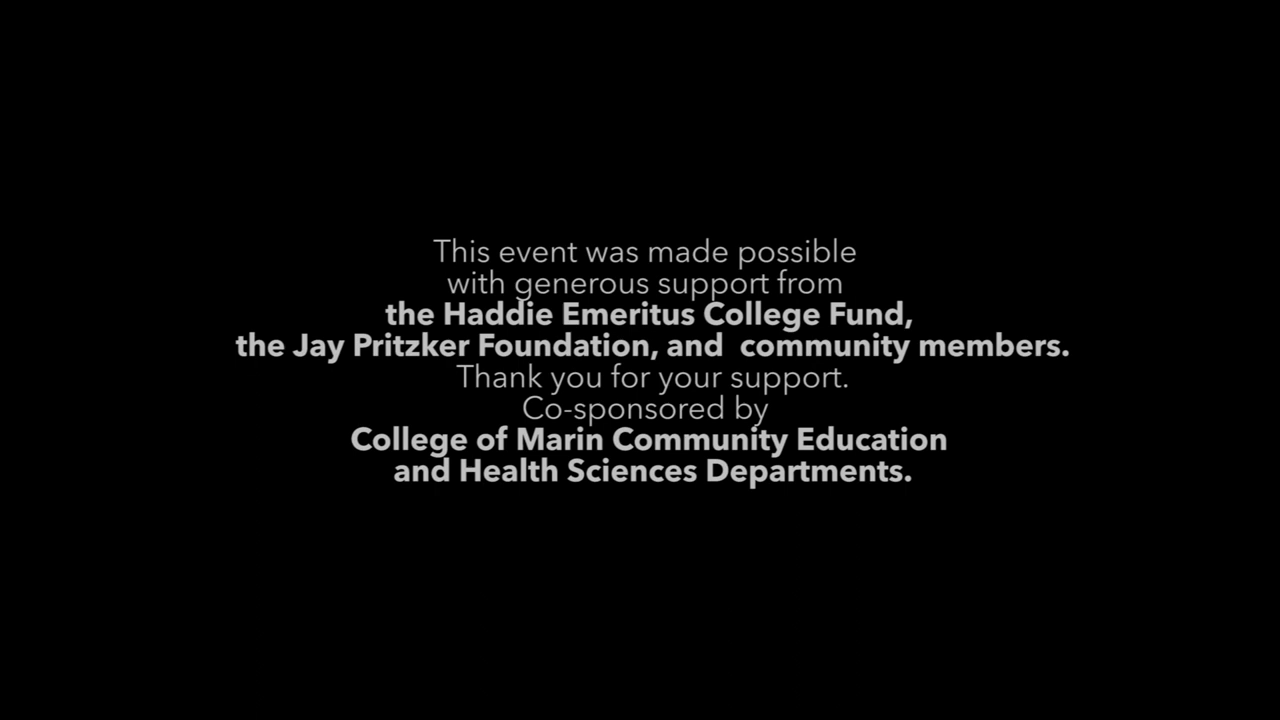 This event was made possible
with generous support from
the Haddie Emeritus College Fund,
the Jay Pritzker Foundation, and  community members.
Thank you for your support.
Co-sponsored by
College of Marin Community Education
and Health Sciences Departments.